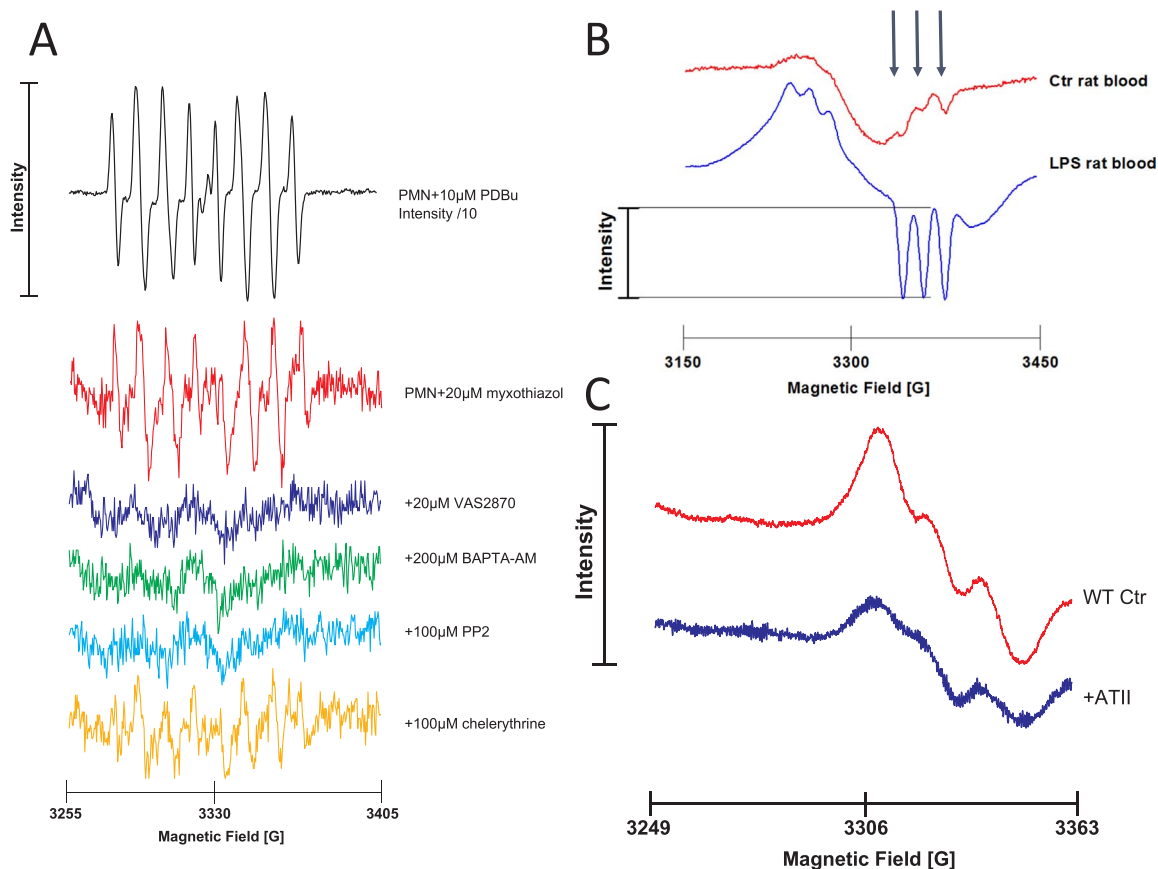 A
Intensity
PMN+10µM PDBu
Intensity /10
PMN+20µM myxothiazol
+20µM VAS2870
+200µM BAPTA-AM
+100µM PP2
+100µM chelerythrine
3255
3330
3405
Magnetic Field [G]
B
Ctr rat blood
LPS rat blood
Intensity
3150
3300
3450
Magnetic Field [G]
C
Intensity
WT Ctr
+ATII
3249
3306
3363
Magnetic Field [G]